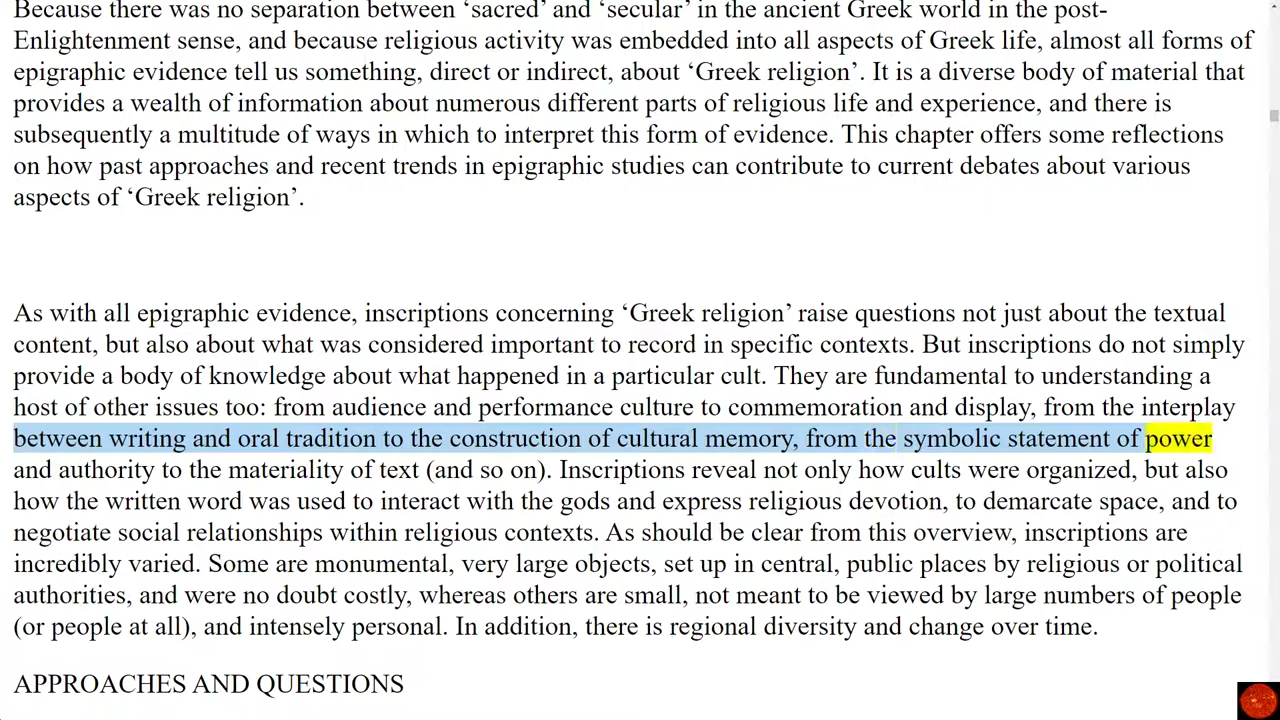 Because there was no separation between ‘sacred’ and ‘secular’ in the ancient Greek world in the post-
Enlightenment sense, and because religious activity was embedded into all aspects of Greek life, almost all forms of
epigraphic evidence tell us something, direct or indirect, about ‘Greek religion’. It is a diverse body of material that
provides a wealth of information about numerous different parts of religious life and experience, and there is
subsequently a multitude of ways in which to interpret this form of evidence. This chapter offers some reflections
on how past approaches and recent trends in epigraphic studies can contribute to current debates about various
aspects of ‘Greek religion’.
As with all epigraphic evidence, inscriptions concerning ‘Greek religion’ raise questions not just about the textual
content, but also about what was considered important to record in specific contexts. But inscriptions do not simply
provide a body of knowledge about what happened in a particular cult. They are fundamental to understanding a
host of other issues too: from audience and performance culture to commemoration and display, from the interplay
between writing and oral tradition to the construction of cultural memory, from the symbolic statement of power
and authority to the materiality of text (and so on). Inscriptions reveal not only how cults were organized, but also
how the written word was used to interact with the gods and express religious devotion, to demarcate space, and to
negotiate social relationships within religious contexts. As should be clear from this overview, inscriptions are
incredibly varied. Some are monumental, very large objects, set up in central, public places by religious or political
authorities, and were no doubt costly, whereas others are small, not meant to be viewed by large numbers of people
(or people at all), and intensely personal. In addition, there is regional diversity and change over time.
APPROACHES AND QUESTIONS